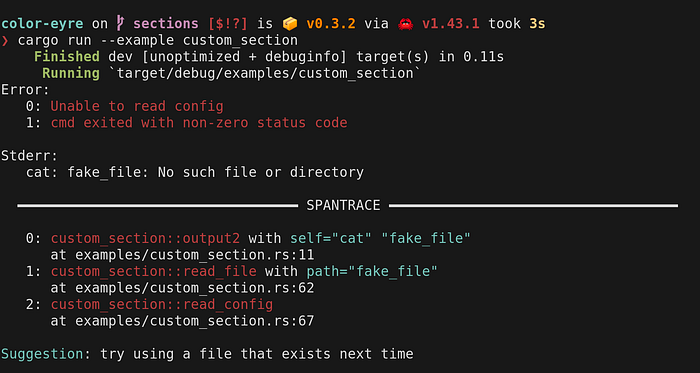 color-eyre on sections [$!?] is 📦 v0.3.2 via 🦀 v1.43.1 took 3s
❯ cargo run --example custom_section
    Finished dev [unoptimized + debuginfo] target(s) in 0.11s
     Running `target/debug/examples/custom_section`
Error:
   0: Unable to read config
   1: cmd exited with non-zero status code
Stderr:
   cat: fake_file: No such file or directory
SPANTRACE
   0: custom_section::output2 with self="cat" "fake_file"
      at examples/custom_section.rs:11
   1: custom_section::read_file with path="fake_file"
      at examples/custom_section.rs:62
   2: custom_section::read_config
      at examples/custom_section.rs:67
Suggestion: try using a file that exists next time